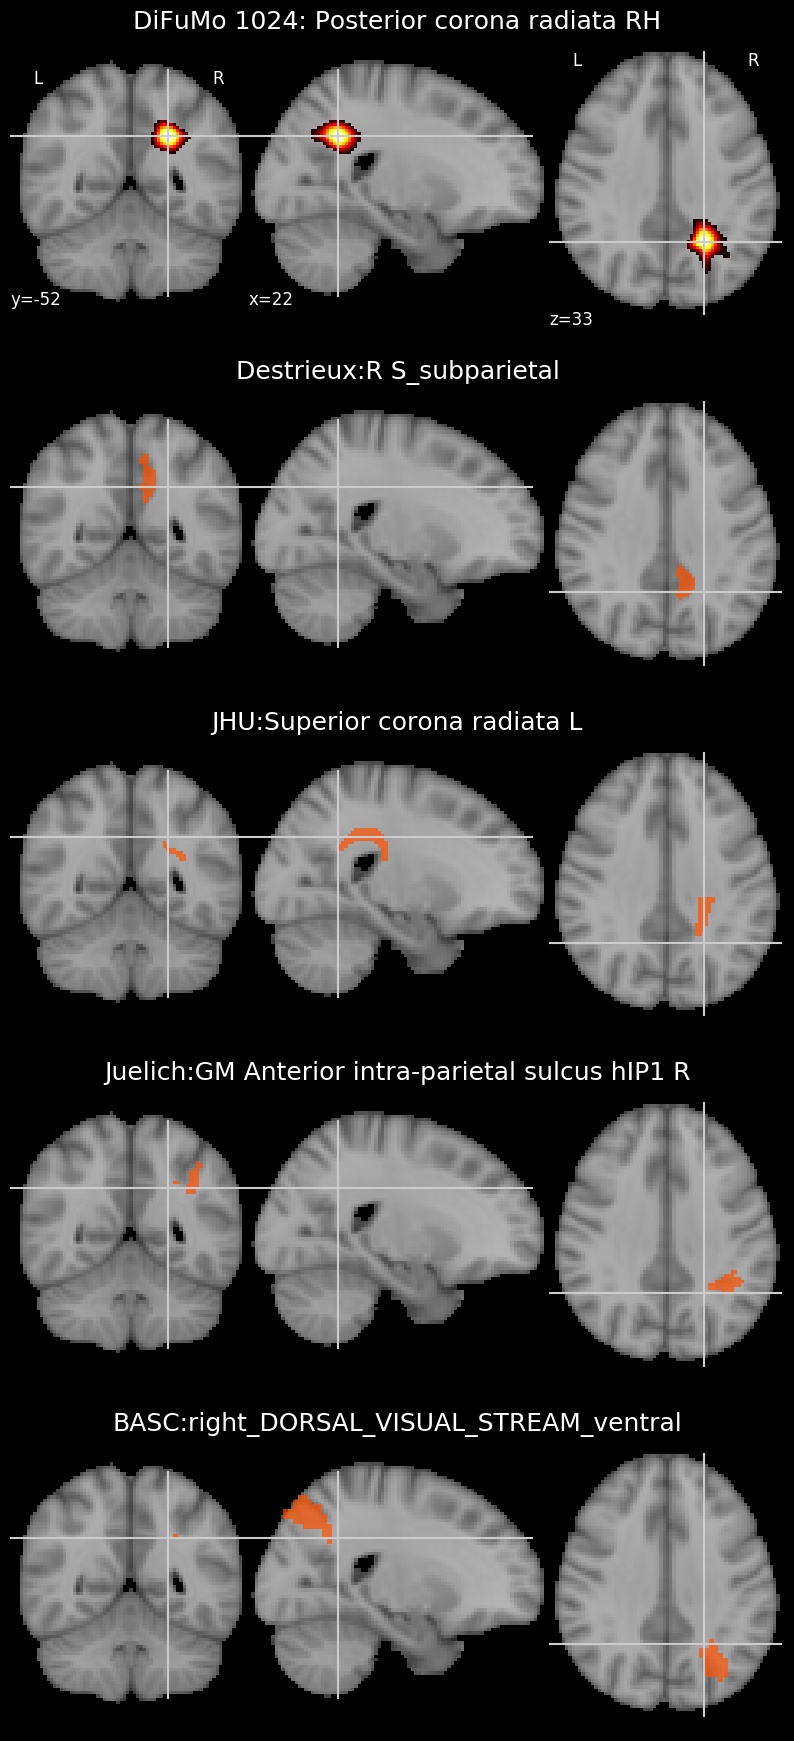 DiFuMo 1024: Posterior corona radiata RH
L R L R
y=-52 x=22 z=33
Destrieux:R S_subparietal
JHU:Superior corona radiata L
Juelich:GM Anterior intra-parietal sulcus hIP1 R
BASC:right_DORSAL_VISUAL_STREAM_ventral